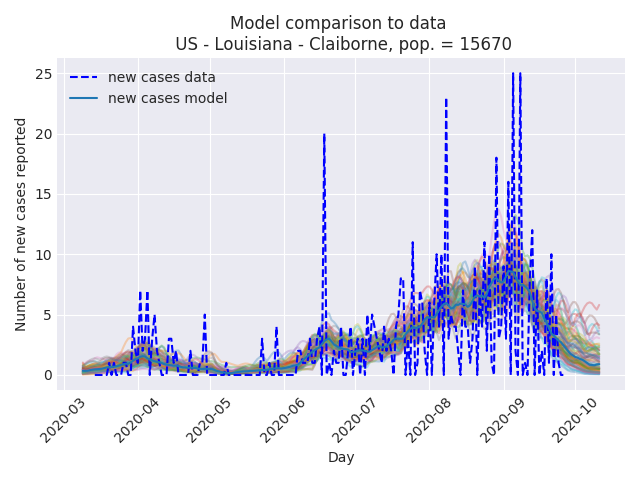 Model comparison to data
US - Louisiana - Claiborne, pop. = 15670
new cases data
new cases model
Number of new cases reported
25
20
15
10
5
0
2020-03
2020-04
2020-05
2020-06
2020-07
2020-08
2020-09
2020-10
Day